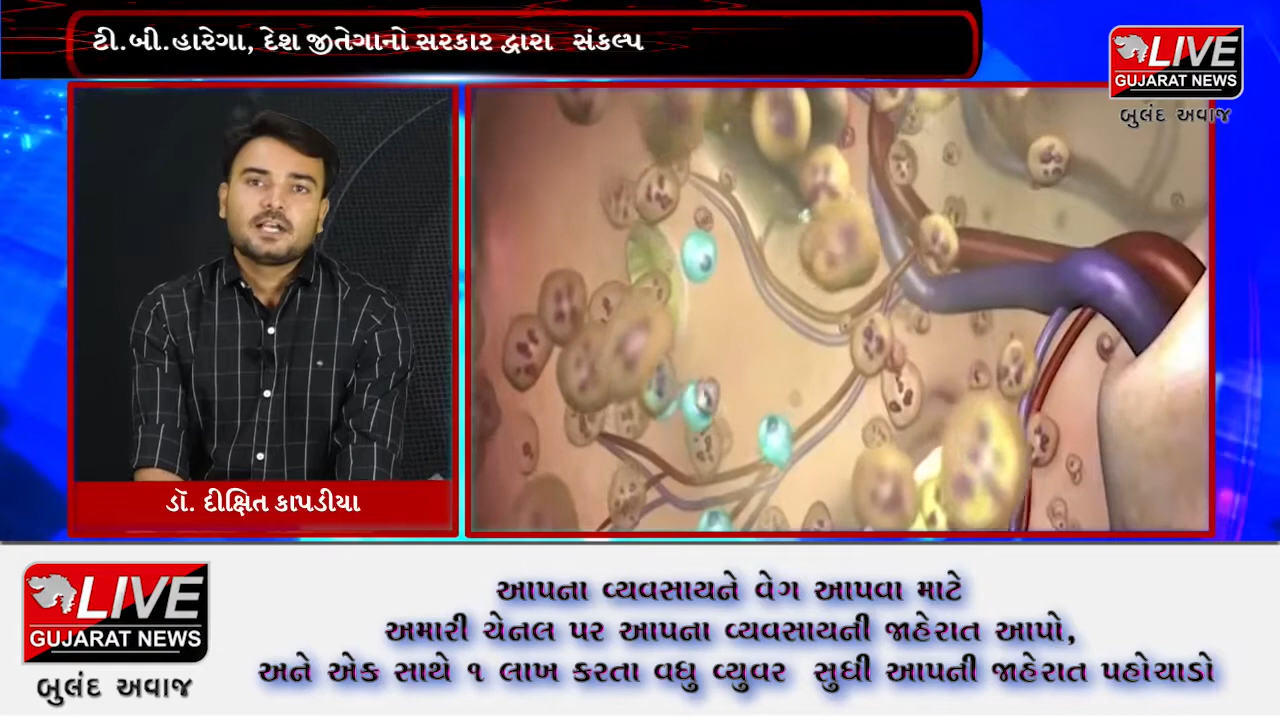 ટી.બી.હારેગા, દેશ જીતેગાનો સરકાર દ્વારા સંકલ્પ
LIVE
GUJARAT NEWS
બુલંદ અવાજ
ડૉ. દીક્ષિત કાપડીયા
LIVE
GUJARAT NEWS
બુલંદ અવાજ
આપના વ્યવસાયને વેગ આપવા માટે
અમારી ચેનલ પર આપના વ્યવસાયની જાહેરાત આપો,
અને એક સાથે ૧ લાખ કરતા વધુ વ્યુવર સુધી આપની જાહેરાત પહોચાડો